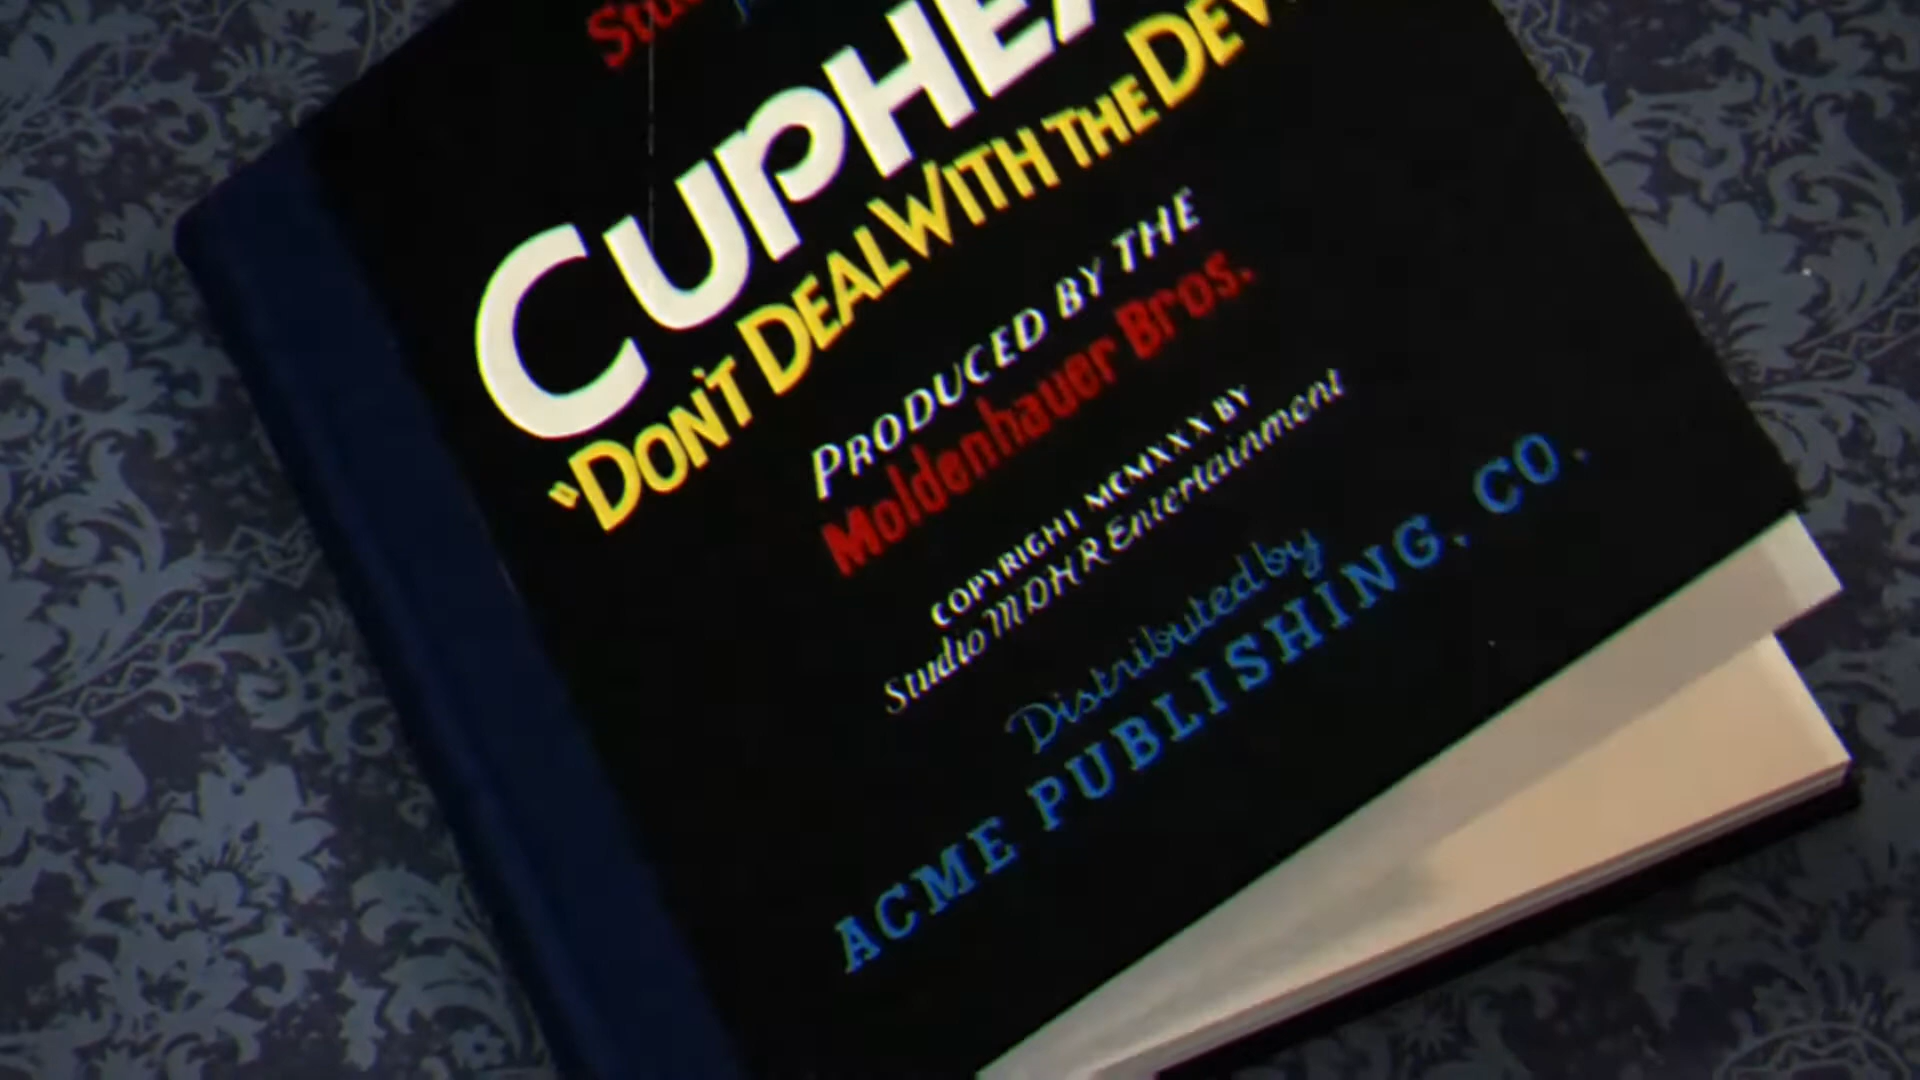 CUPHEA
"DON'T DEAL WITH THE DEV
PRODUCED BY THE
Moldenhauer Bros.
COPYRIGHT MCMXXX BY
Studio MDHR Entertainment
Distributed by
ACME PUBLISHING. CO.